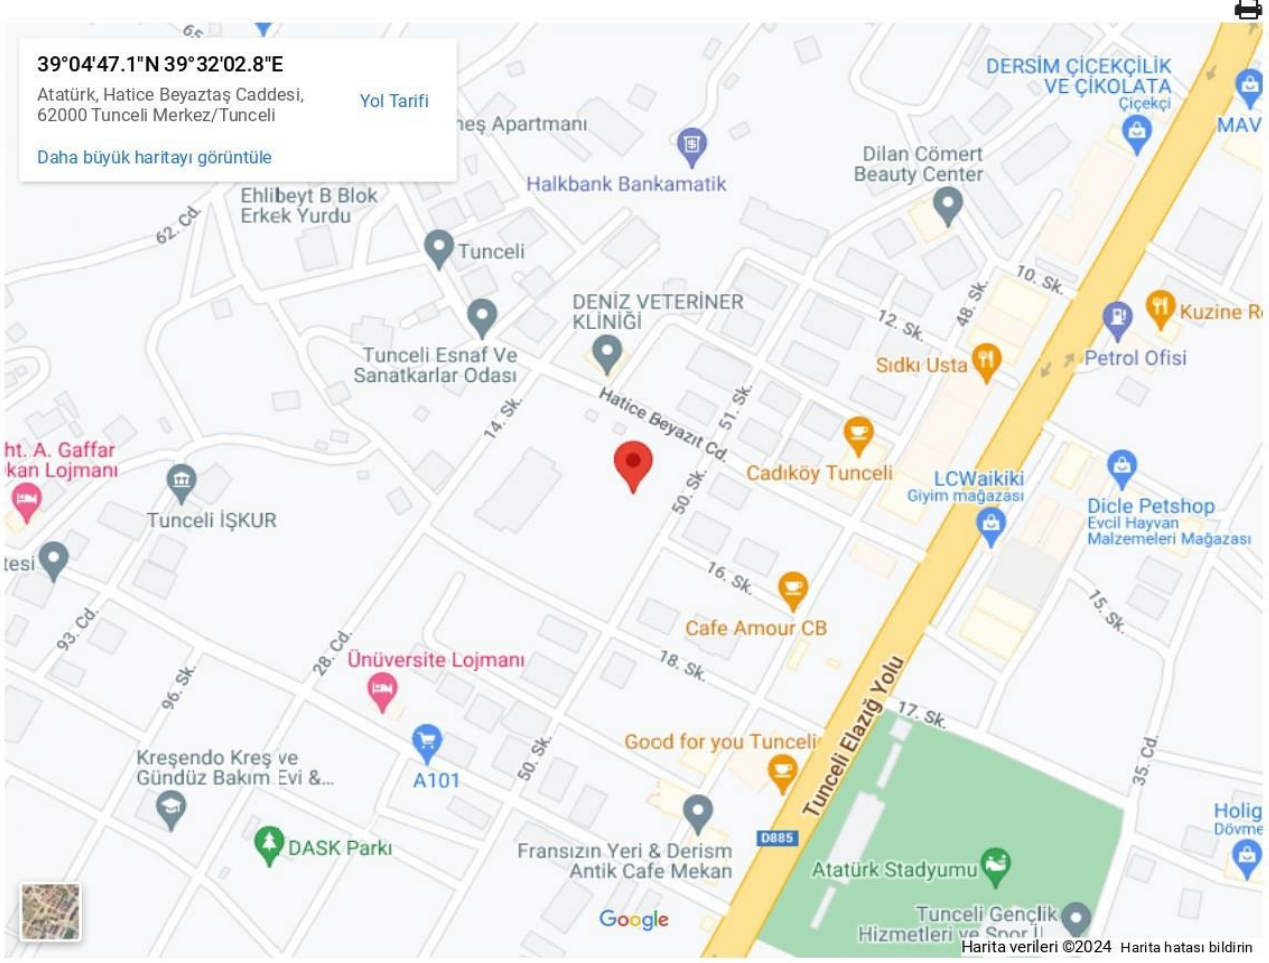 39°04'47.1"N 39°32'02.8"E
Atatürk, Hatice Beyaztaş Caddesi,
62000 Tunceli Merkez/Tunceli
Yol Tarifi
Daha büyük haritayı görüntüle
Apartmanı
DERSİM ÇİCEKÇİLİK
VE ÇİKOLATA
Çiçekçi
Halkbank Bankamatik
Dilan Cömert
Beauty Center
Ehlibeyt B Blok
Erkek Yurdu
62. Cd.
Tunceli
10. Sk.
DENİZ VETERİNER
KLİNİĞİ
48. Sk.
12. Sk.
Kuzine
Tunceli Esnaf Ve
Sanatkarlar Odası
Sıdkı Usta
Petrol Ofisi
14. Sk.
Hatice Beyazıt Cd.
51. Sk.
A. Gaffar
Lojmanı
Cadıköy Tunceli
LCWaikiki
Giyim mağazası
50. Sk.
Tunceli İŞKUR
Dicle Petshop
Evcil Hayvan
Malzemeleri Mağazası
16. Sk.
Cafe Amour CB
15. Sk.
93. Cd.
28. Cd.
Ünüversite Lojmanı
18. Sk.
96. Sk.
Tunceli Elazığ Yolu
17. Sk.
Good for you Tunceli
50. Sk.
35. Cd.
Kreşendo Kreş ve
Gündüz Bakım Evi &...
A101
DASK Parkı
D885
Fransızın Yeri & Derism
Antik Cafe Mekan
Atatürk Stadyumu
Google
Tunceli Gençlik
Hizmetleri ve Spor
Harita verileri ©2024 Harita hatası bildirin